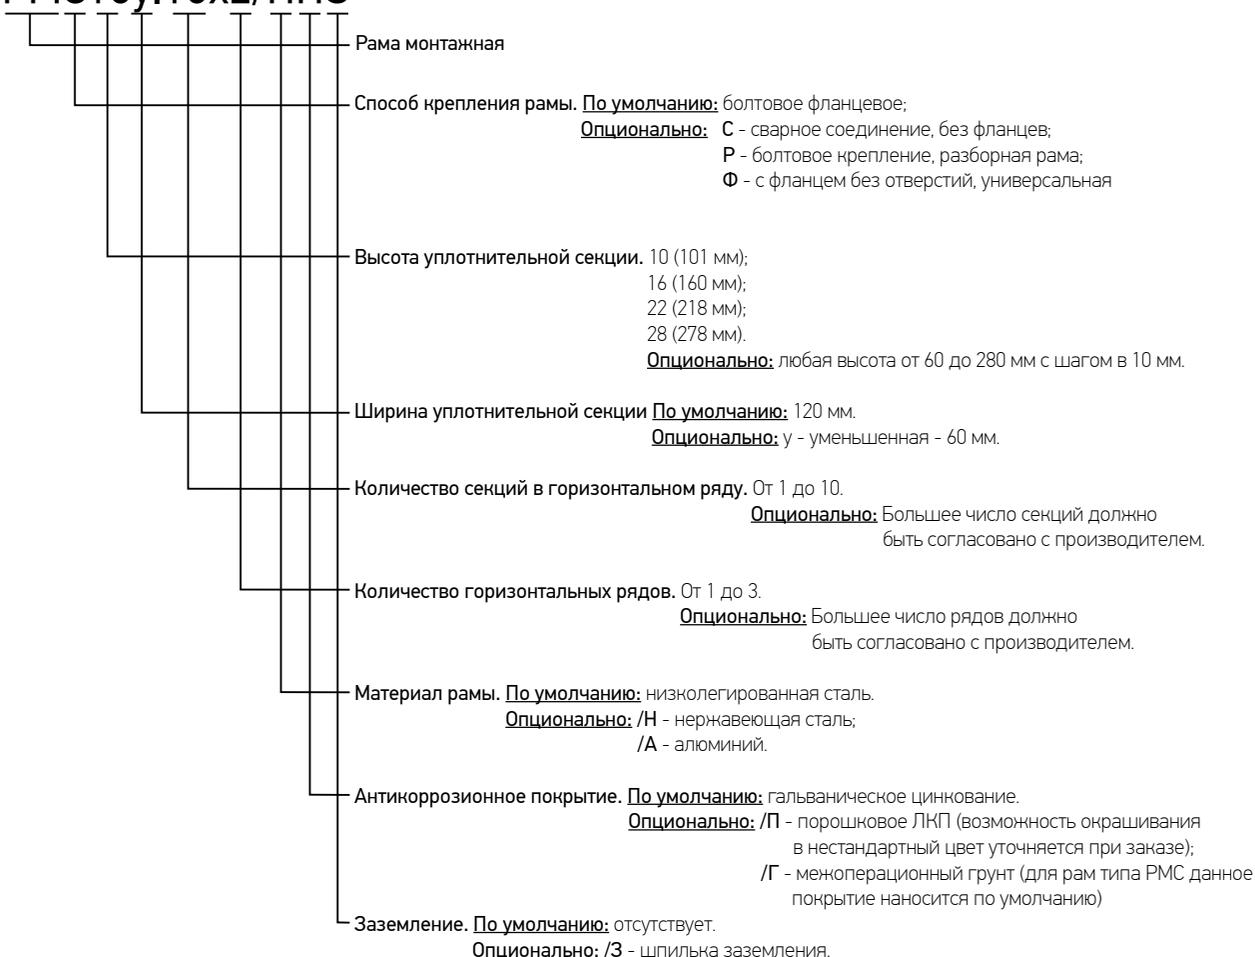 Рама монтажная
Способ крепления рамы. По умолчанию: болтовое фланцевое;
Опционально: С - сварное соединение, без фланцев;
Р - болтовое крепление, разборная рама;
Ф - с фланцем без отверстий, универсальная
Высота уплотнительной секции. 10 (101 мм);
16 (160 мм);
22 (218 мм);
28 (278 мм).
Опционально: любая высота от 60 до 280 мм с шагом в 10 мм.
Ширина уплотнительной секции По умолчанию: 120 мм.
Опционально: у - уменьшенная - 60 мм.
Количество секций в горизонтальном ряду. От 1 до 10.
Опционально: Большее число секций должно
быть согласовано с производителем.
Количество горизонтальных рядов. От 1 до 3.
Опционально: Большее число рядов должно
быть согласовано с производителем.
Материал рамы. По умолчанию: низколегированная сталь.
Опционально: /Н - нержавеющая сталь;
/А - алюминий.
Антикоррозионное покрытие. По умолчанию: гальваническое цинкование.
Опционально: /П - порошковое ЛКП (возможность окрашивания
в нестандартный цвет уточняется при заказе);
/Г - межоперационный грунт (для рам типа РМС данное
покрытие наносится по умолчанию)
Заземление. По умолчанию: отсутствует.
Опционально: /З - шпилька заземления.